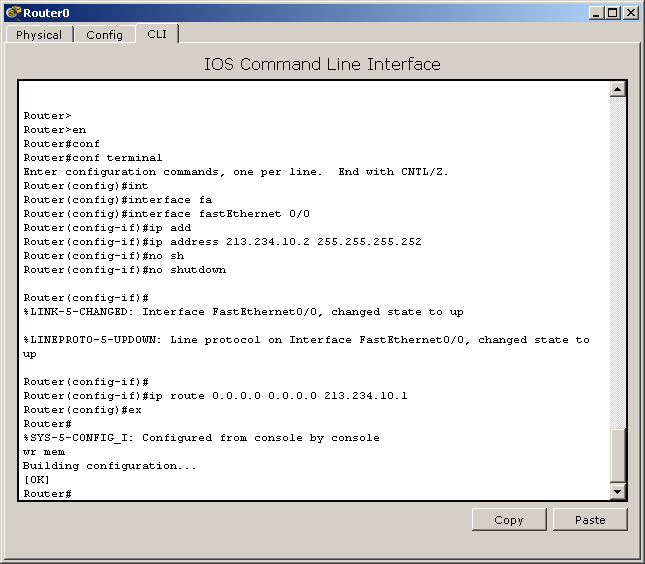 Router0
Physical Config CLI
IOS Command Line Interface
Router>
Router>en
Router#conf
Router#conf terminal
Enter configuration commands, one per line.  End with CNTL/Z.
Router(config)#int
Router(config)#interface fa
Router(config)#interface fastEthernet 0/0
Router(config-if)#ip add
Router(config-if)#ip address 213.234.10.2 255.255.255.252
Router(config-if)#no sh
Router(config-if)#no shutdown
Router(config-if)#
%LINK-5-CHANGED: Interface FastEthernet0/0, changed state to up
%LINEPROTO-5-UPDOWN: Line protocol on Interface FastEthernet0/0, changed state to
up
Router(config-if)#
Router(config-if)#ip route 0.0.0.0 0.0.0.0 213.234.10.1
Router(config)#ex
Router#
%SYS-5-CONFIG_I: Configured from console by console
wr mem
Building configuration...
[OK]
Router#
Copy Paste